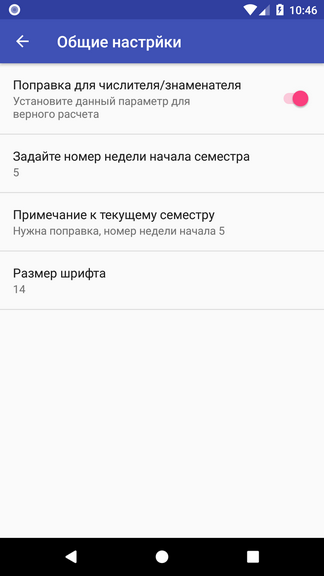 10:46
Общие настрйки
Поправка для числителя/знаменателя
Установите данный параметр для
верного расчета
Задайте номер недели начала семестра
5
Примечание к текущему семестру
Нужна поправка, номер недели начала 5
Размер шрифта
14